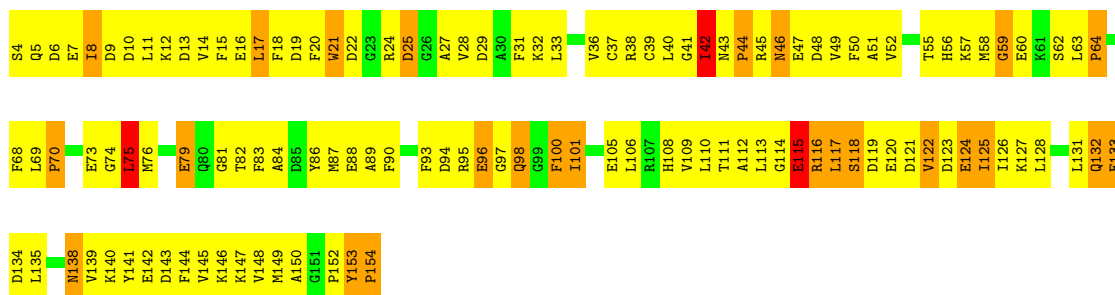 S4 Q5 D6 E7 I8 D9 D10 L11 K12 D13 V14 F15 E16 L17 F18 D19 F20 W21 D22 G23 R24 D25 G26 A27 V28 D29 A30 F31 K32 L33 V36 C37 R38 C39 L40 G41 I42 N43 P44 R45 N46 E47 D48 V49 F50 A51 V52 T55 H56 K57 M58 G59 E60 K61 S62 L63 P64
F68 L69 P70 E73 G74 L75 M76 E79 Q80 G81 T82 F83 A84 D85 Y86 M87 E88 A89 F90 F93 D94 R95 E96 G97 Q98 G99 F100 I101 E105 L106 R107 H108 V109 L110 T111 A112 L113 G114 E115 R116 L117 S118 D119 E120 D121 V122 D123 E124 I125 I126 K127 L128 L131 Q132
D134 L135 N138 V139 K140 Y141 E142 D143 F144 V145 K146 K147 V148 M149 A150 G151 P152 Y153 P154